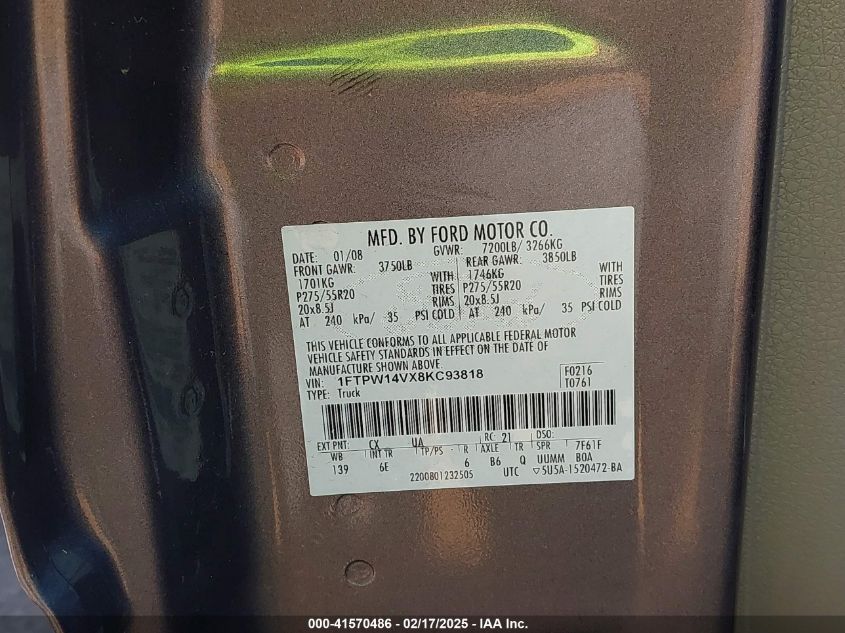 MFD. BY FORD MOTOR CO.
DATE: 01/08 GVWR: 7200LB/ 3266KG
FRONT GAWR: 3750LB REAR GAWR: 3850LB
1701KG WITH 1746KG WITH
P275/55R20 TIRES P275/55R20 TIRES
20x8.5J RIMS 20x8.5J RIMS
AT 240 kPa/ 35 PSI COLD AT 240 kPa/ 35 PSI COLD
THIS VEHICLE CONFORMS TO ALL APPLICABLE FEDERAL MOTOR
VEHICLE SAFETY STANDARDS IN EFFECT ON THE DATE OF
MANUFACTURE SHOWN ABOVE.
VIN: 1FTPW14VX8KC93818 F0216
TYPE: Truck T0761
EXT PNT: CX UA RC: 21 DSO:
WB INT TR TP/PS R AXLE TR SPR 7F61F
139 6E 6 B6 Q UUMM BOA
2200801232505 UTC ▽5U5A-1520472-BA
000-41570486 - 02/17/2025 - IAA Inc.